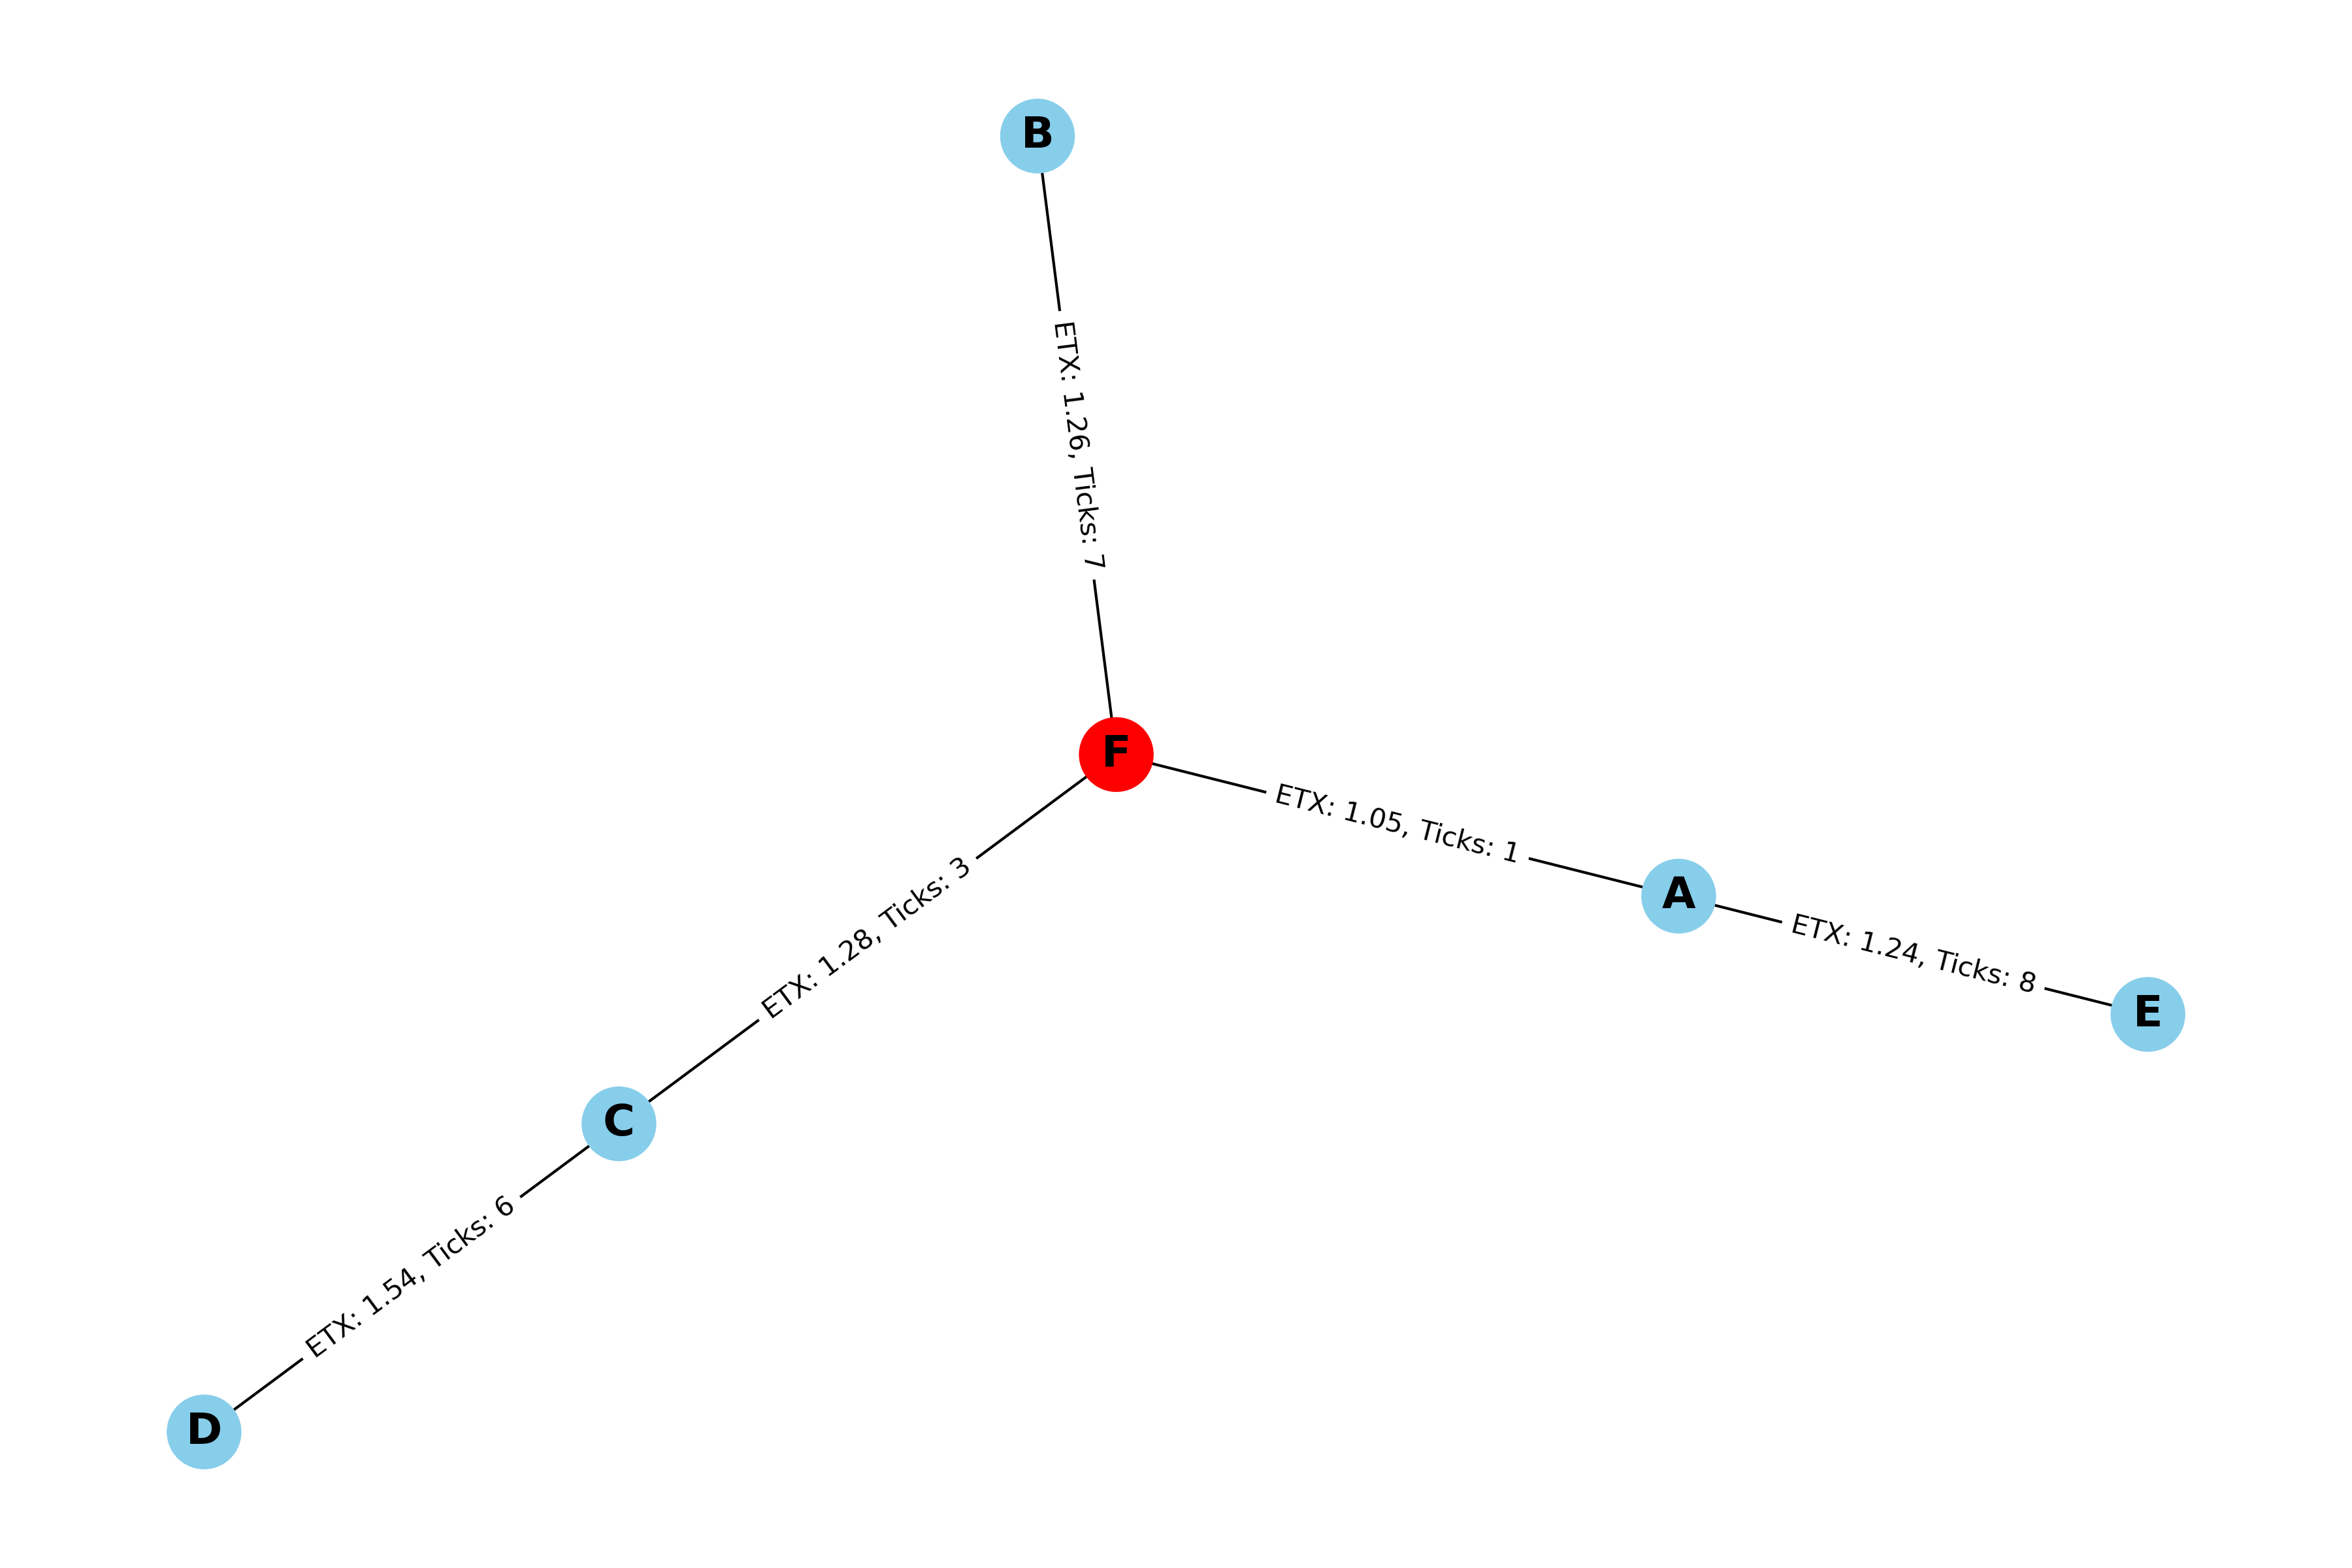 B
ETX: 1.26, Ticks: 7
F
ETX: 1.05, Ticks: 1
ETX: 1.28, Ticks: 3
A
ETX: 1.24, Ticks: 8
E
C
ETX: 1.54, Ticks: 6
D